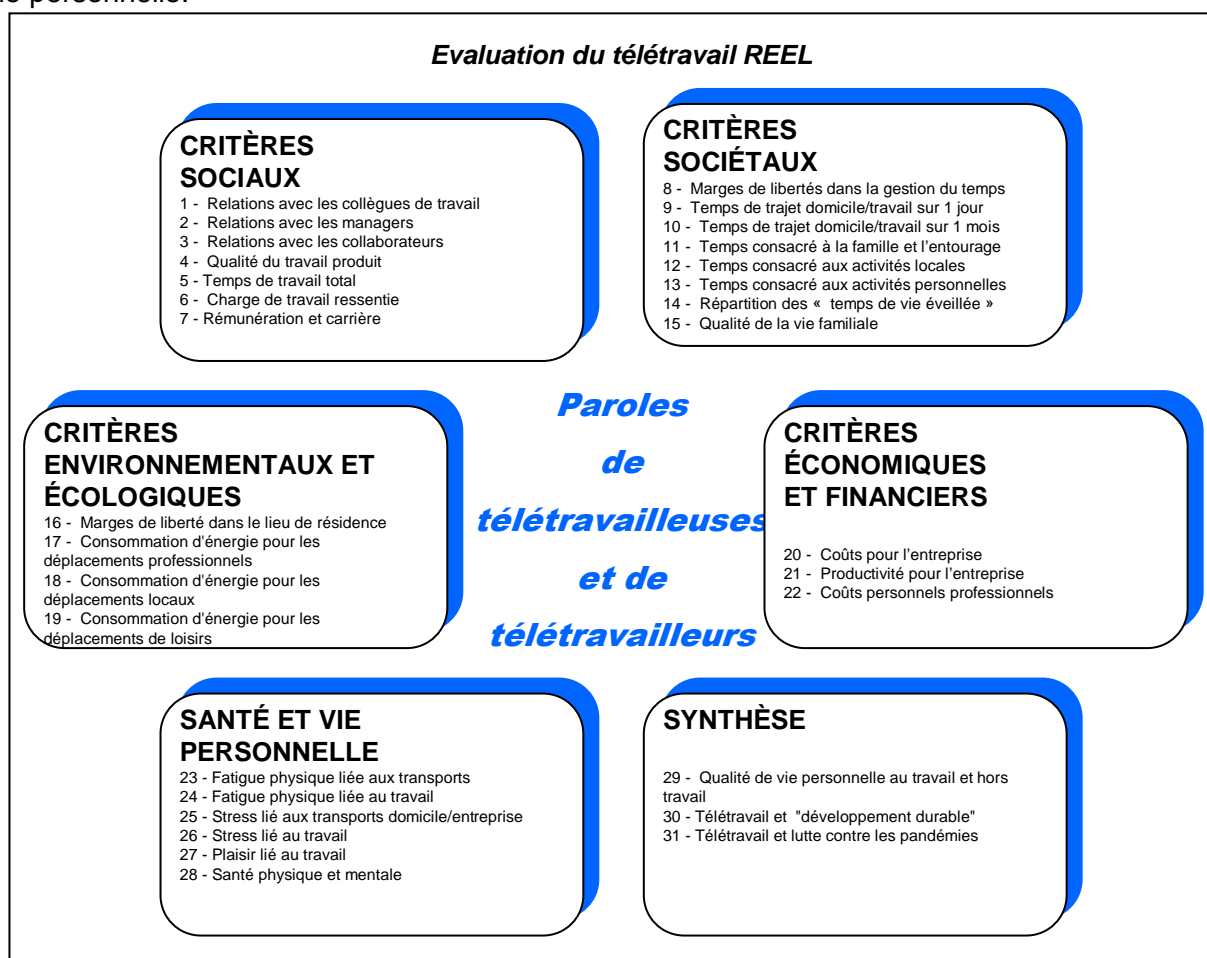 personnelle.
Evaluation du télétravail REEL
CRITÈRES
SOCIAUX
1 - Relations avec les collègues de travail
2 - Relations avec les managers
3 - Relations avec les collaborateurs
4 - Qualité du travail produit
5 - Temps de travail total
6 - Charge de travail ressentie
7 - Rémunération et carrière
CRITÈRES
SOCIÉTAUX
8 - Marges de libertés dans la gestion du temps
9 - Temps de trajet domicile/travail sur 1 jour
10 - Temps de trajet domicile/travail sur 1 mois
11 - Temps consacré à la famille et l'entourage
12 - Temps consacré aux activités locales
13 - Temps consacré aux activités personnelles
14 - Répartition des « temps de vie éveillée »
15 - Qualité de la vie familiale
CRITÈRES
ENVIRONNEMENTAUX ET
ÉCOLOGIQUES
16 - Marges de liberté dans le lieu de résidence
17 - Consommation d'énergie pour les
déplacements professionnels
18 - Consommation d'énergie pour les
déplacements locaux
19 - Consommation d'énergie pour les
déplacements de loisirs
Paroles
de
télétravailleuses
et de
télétravailleurs
CRITÈRES
ÉCONOMIQUES
ET FINANCIERS
20 - Coûts pour l'entreprise
21 - Productivité pour l'entreprise
22 - Coûts personnels professionnels
SANTÉ ET VIE
PERSONNELLE
23 - Fatigue physique liée aux transports
24 - Fatigue physique liée au travail
25 - Stress lié aux transports domicile/entreprise
26 - Stress lié au travail
27 - Plaisir lié au travail
28 - Santé physique et mentale
SYNTHÈSE
29 - Qualité de vie personnelle au travail et hors
travail
30 - Télétravail et "développement durable"
31 - Télétravail et lutte contre les pandémies